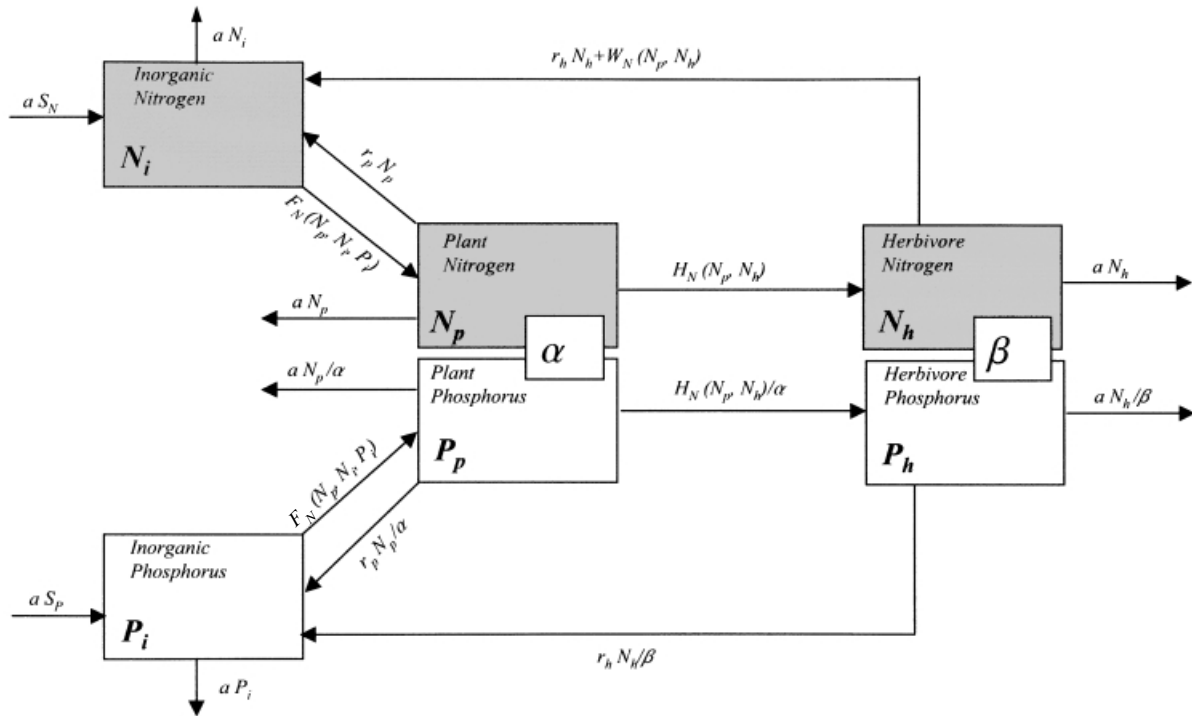 a N_i
r_h N_h+W_N (N_p, N_h)
Inorganic
Nitrogen
a S_N
N_i
r_p N_p
F_N (N_p, N_i, P_i)
Plant
Nitrogen
H_N (N_p, N_h)
Herbivore
Nitrogen
a N_h
a N_p
N_p
N_h
α
β
a N_p/α
Plant
Phosphorus
H_N (N_p, N_h)/α
Herbivore
Phosphorus
a N_h/β
P_p
P_h
F_N (N_p, N_i, P_i)
r_p N_p/α
Inorganic
Phosphorus
a S_P
P_i
r_h N_h/β
a P_i